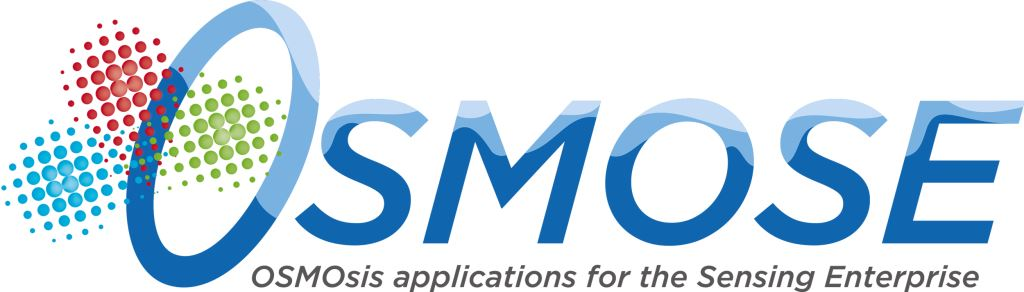 OSMOSE
OSMOsis applications for the Sensing Enterprise